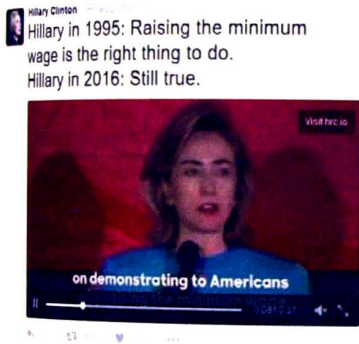 Hillary Clinton
Hillary in 1995: Raising the minimum
wage is the right thing to do.
Hillary in 2016: Still true.
Visit hrc.io
on demonstrating to Americans